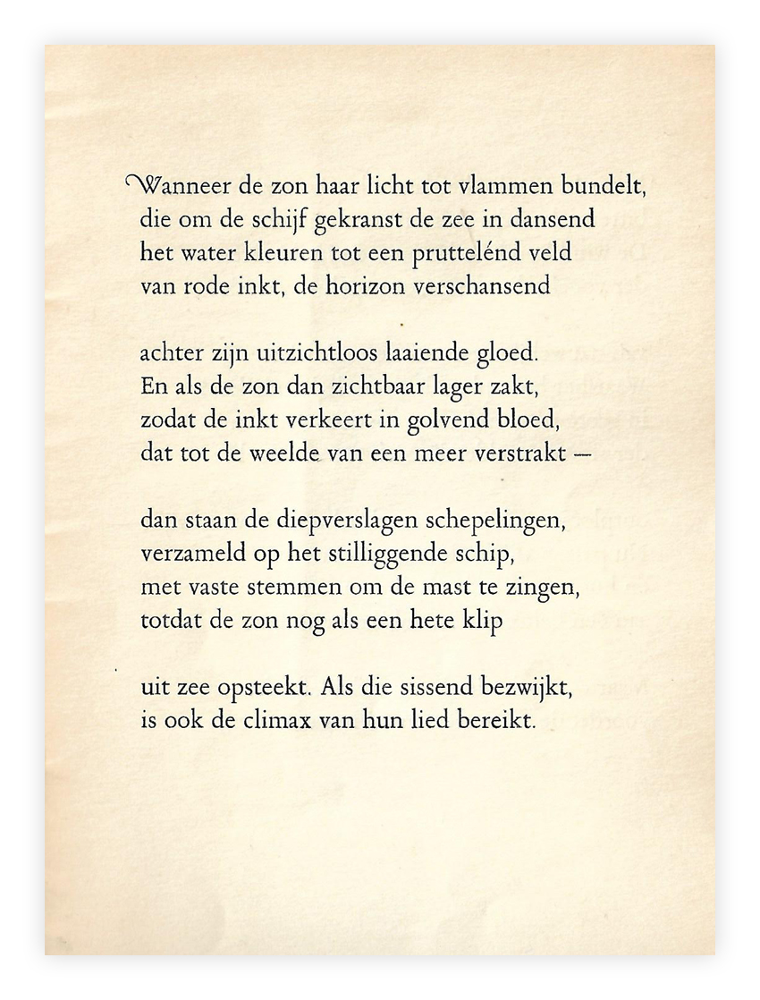 Wanneer de zon haar licht tot vlammen bundelt,
die om de schijf gekranst de zee in dansend
het water kleuren tot een pruttelénd veld
van rode inkt, de horizon verschansend

achter zijn uitzichtloos laaiende gloed.
En als de zon dan zichtbaar lager zakt,
zodat de inkt verkeert in golvend bloed,
dat tot de weelde van een meer verstrakt —

dan staan de diepverslagen schepelingen,
verzameld op het stilliggende schip,
met vaste stemmen om de mast te zingen,
totdat de zon nog als een hete klip

uit zee opsteekt. Als die sissend bezwijkt,
is ook de climax van hun lied bereikt.